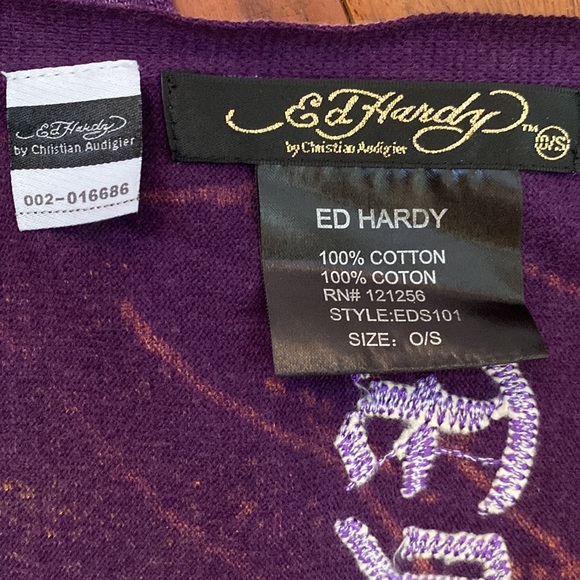 Ed Hardy
by Christian Audigier
002-016686
Ed Hardy™
by Christian Audigier
O/S
ED HARDY
100% COTTON
100% COTON
RN# 121256
STYLE:EDS101
SIZE: O/S